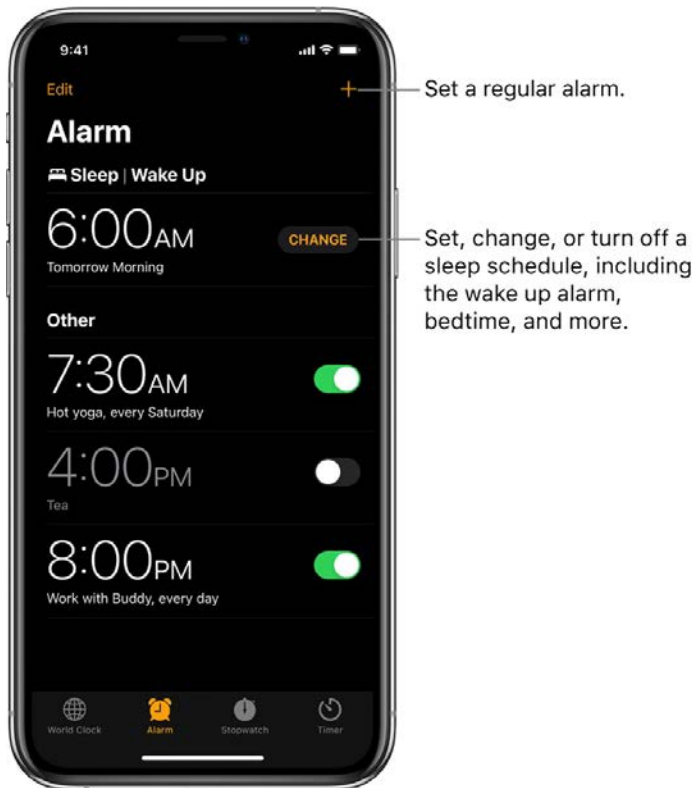 9:41
Edit
+
Set a regular alarm.
Alarm
Sleep | Wake Up
6:00AM
CHANGE
Set, change, or turn off a
sleep schedule, including
the wake up alarm,
bedtime, and more.
Tomorrow Morning
Other
7:30AM
Hot yoga, every Saturday
4:00PM
Tea
8:00PM
Work with Buddy, every day
World Clock
Alarm
Stopwatch
Timer